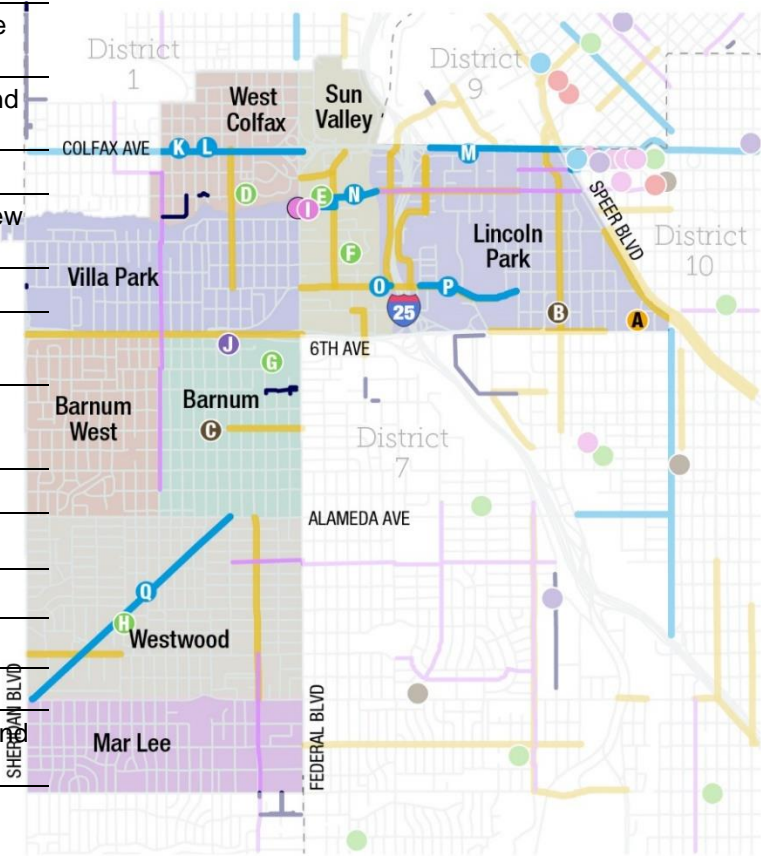 e
nd
ew
nd
District
1
District
9
West
Colfax
Sun
Valley
COLFAX AVE
K
L
M
D
E
N
I
SPEER BLVD
F
Lincoln
Park
District
10
Villa Park
O
P
25
B
A
J
6TH AVE
G
Barnum
West
Barnum
C
District
7
ALAMEDA AVE
Q
H
Westwood
SHERIDAN BLVD
FEDERAL BLVD
Mar Lee